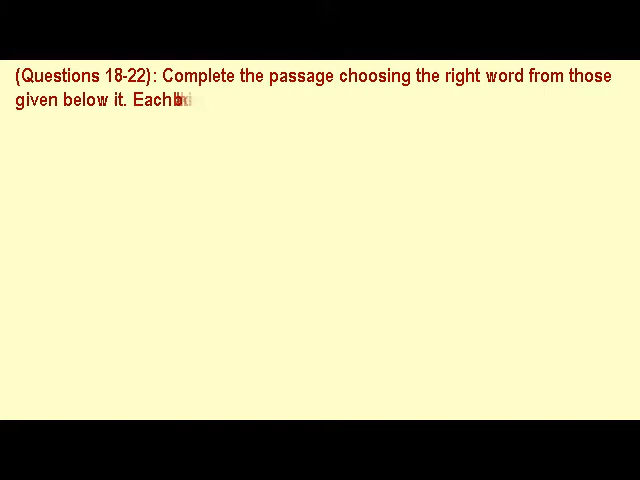 (Questions 18-22): Complete the passage choosing the right word from those
given below it. Each